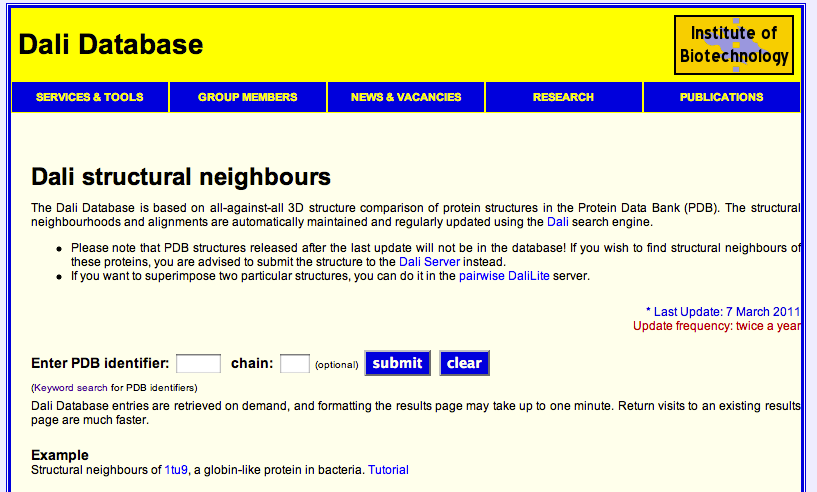 Dali Database
Institute of
Biotechnology
SERVICES & TOOLS GROUP MEMBERS NEWS & VACANCIES RESEARCH PUBLICATIONS
Dali structural neighbours
The Dali Database is based on all-against-all 3D structure comparison of protein structures in the Protein Data Bank (PDB). The structural
neighbourhoods and alignments are automatically maintained and regularly updated using the Dali search engine.
• Please note that PDB structures released after the last update will not be in the database! If you wish to find structural neighbours of
these proteins, you are advised to submit the structure to the Dali Server instead.
• If you want to superimpose two particular structures, you can do it in the pairwise DaliLite server.
* Last Update: 7 March 2011
Update frequency: twice a year
Enter PDB identifier: chain: (optional) submit clear
(Keyword search for PDB identifiers)
Dali Database entries are retrieved on demand, and formatting the results page may take up to one minute. Return visits to an existing results
page are much faster.
Example
Structural neighbours of 1tu9, a globin-like protein in bacteria. Tutorial